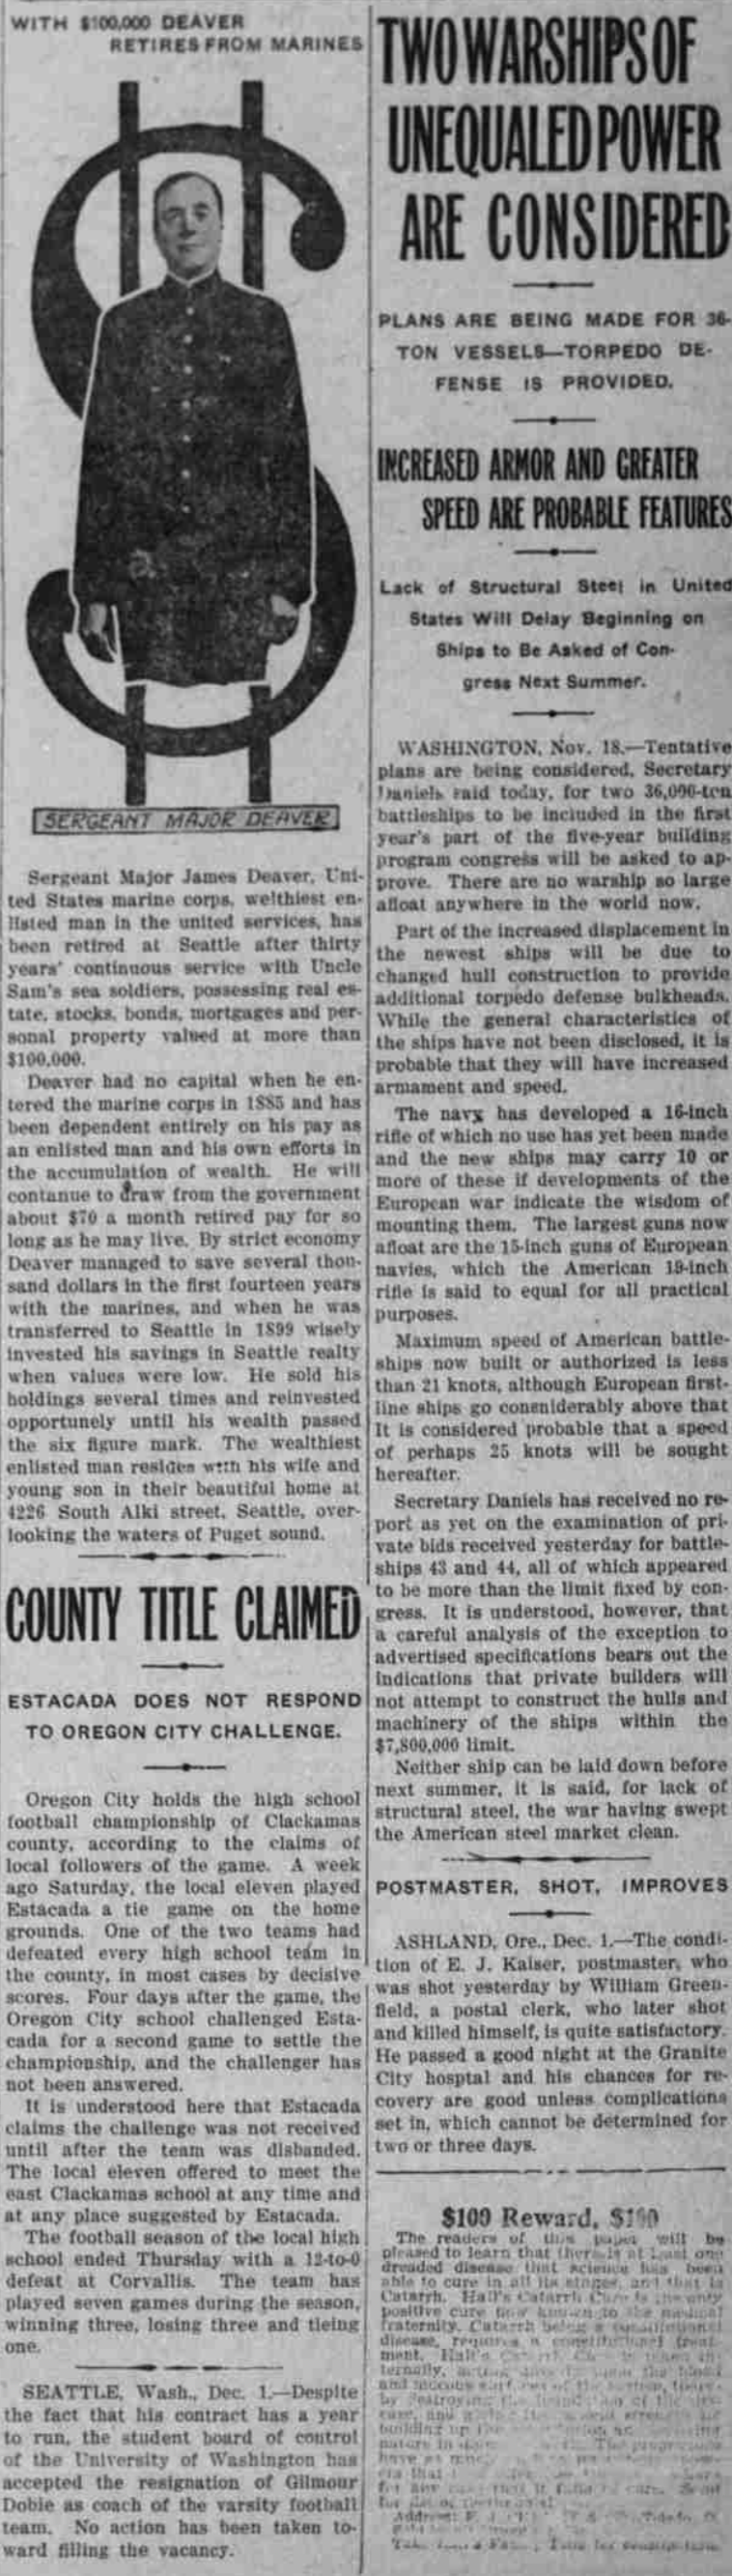 WITH $100,000 DEAVER
RETIRES FROM MARINES
SERGEANT MAJOR DEAVER
Sergeant Major James Deaver, Uni-
ted States marine corps, welthiest en-
listed man in the united services, has
been retired at Seattle after thirty
years' continuous service with Uncle
Sam's sea soldiers, possessing real es-
tate, stocks, bonds, mortgages and per-
sonal property valued at more than
$100,000.
Deaver had no capital when he en-
tered the marine corps in 1885 and has
been dependent entirely on his pay as
an enlisted man and his own efforts in
the accumulation of wealth. He will
contanue to draw from the government
about $70 a month retired pay for so
long as he may live. By strict economy
Deaver managed to save several thou-
sand dollars in the first fourteen years
with the marines, and when he was
transferred to Seattle in 1899 wisely
invested his savings in Seattle realty
when values were low. He sold his
holdings several times and reinvested
opportunely until his wealth passed
the six figure mark. The wealthiest
enlisted man resides with his wife and
young son in their beautiful home at
4226 South Alki street, Seattle, over-
looking the waters of Puget sound.
COUNTY TITLE CLAIMED
ESTACADA DOES NOT RESPOND
TO OREGON CITY CHALLENGE.
Oregon City holds the high school
football championship of Clackamas
county, according to the claims of
local followers of the game. A week
ago Saturday, the local eleven played
Estacada a tie game on the home
grounds. One of the two teams had
defeated every high school team in
the county, in most cases by decisive
scores. Four days after the game, the
Oregon City school challenged Esta-
cada for a second game to settle the
championship, and the challenger has
not been answered.
It is understood here that Estacada
claims the challenge was not received
until after the team was disbanded.
The local eleven offered to meet the
east Clackamas school at any time and
at any place suggested by Estacada.
The football season of the local high
school ended Thursday with a 12-to-0
defeat at Corvallis. The team has
played seven games during the season,
winning three, losing three and tieing
one.
SEATTLE, Wash., Dec. 1.—Despite
the fact that his contract has a year
to run, the student board of control
of the University of Washington has
accepted the resignation of Gilmour
Dobie as coach of the varsity football
team. No action has been taken to-
ward filling the vacancy.
TWO WARSHIPS OF
UNEQUALED POWER
ARE CONSIDERED
PLANS ARE BEING MADE FOR 36-
TON VESSELS—TORPEDO DE-
FENSE IS PROVIDED.
INCREASED ARMOR AND GREATER
SPEED ARE PROBABLE FEATURES
Lack of Structural Steel in United
States Will Delay Beginning on
Ships to Be Asked of Con-
gress Next Summer.
WASHINGTON, Nov. 18.—Tentative
plans are being considered, Secretary
Daniels said today, for two 36,000-ton
battleships to be included in the first
year's part of the five-year building
program congress will be asked to ap-
prove. There are no warship so large
afloat anywhere in the world now.
Part of the increased displacement in
the newest ships will be due to
changed hull construction to provide
additional torpedo defense bulkheads.
While the general characteristics of
the ships have not been disclosed, it is
probable that they will have increased
armament and speed.
The navy has developed a 16-inch
rifle of which no use has yet been made
and the new ships may carry 10 or
more of these if developments of the
European war indicate the wisdom of
mounting them. The largest guns now
afloat are the 15-inch guns of European
navies, which the American 19-inch
rifle is said to equal for all practical
purposes.
Maximum speed of American battle-
ships now built or authorized is less
than 21 knots, although European first-
line ships go conseniderably above that
It is considered probable that a speed
of perhaps 25 knots will be sought
hereafter.
Secretary Daniels has received no re-
port as yet on the examination of pri-
vate bids received yesterday for battle-
ships 43 and 44, all of which appeared
to be more than the limit fixed by con-
gress. It is understood, however, that
a careful analysis of the exception to
advertised specifications bears out the
indications that private builders will
not attempt to construct the hulls and
machinery of the ships within the
$7,800,000 limit.
Neither ship can be laid down before
next summer, it is said, for lack of
structural steel, the war having swept
the American steel market clean.
POSTMASTER, SHOT, IMPROVES
ASHLAND, Ore., Dec. 1.—The condi-
tion of E. J. Kaiser, postmaster, who
was shot yesterday by William Green-
field, a postal clerk, who later shot
and killed himself, is quite satisfactory.
He passed a good night at the Granite
City hosptal and his chances for re-
covery are good unless complications
set in, which cannot be determined for
two or three days.
$100 Reward, $100
The readers of this paper will be
pleased to learn that there is at least one
dreaded disease that science has been
able to cure in all its stages, and that is
Catarrh. Hall's Catarrh Cure is the only
positive cure now known to the medical
fraternity. Catarrh being a constitutional
disease, requires a constitutional treat-
ment. Hall's
ternally, the blood
and mucous of the
by destroying the of the
building up the
nature in
have
that
for any that it fails to cure. Send
for
Address: F. J. Toledo, O.